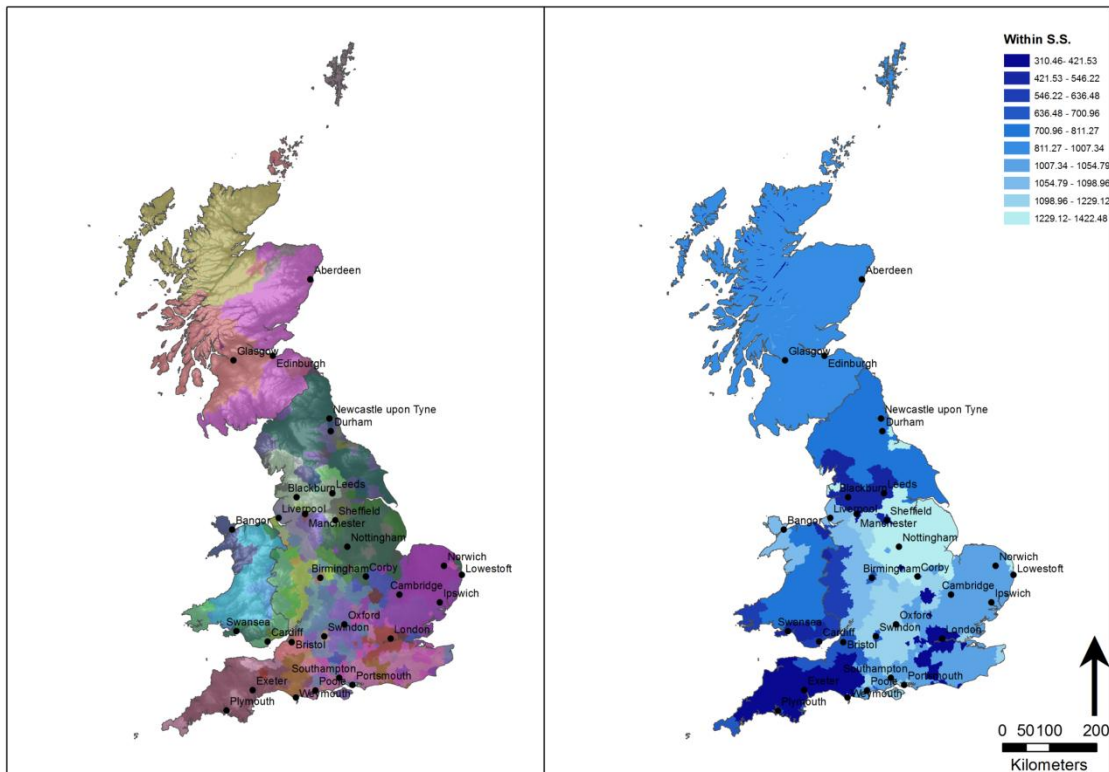 Aberdeen
Glasgow
Edinburgh
Newcastle upon Tyne
Durham
Blackburn
Leeds
Liverpool
Bangor
Manchester
Sheffield
Nottingham
Norwich
Birmingham
Corby
Lowestoft
Cambridge
Ipswich
Swansea
Oxford
Cardiff
Swindon
London
Bristol
Southampton
Portsmouth
Exeter
Poole
Plymouth
Weymouth
Within S.S.
310.46- 421.53
421.53 - 546.22
546.22 - 636.48
636.48 - 700.96
700.96 - 811.27
811.27 - 1007.34
1007.34 - 1054.79
1054.79 - 1098.96
1098.96 - 1229.12
1229.12- 1422.48
Aberdeen
Glasgow
Edinburgh
Newcastle upon Tyne
Durham
Blackburn
Leeds
Liverpool
Bangor
Manchester
Sheffield
Nottingham
Norwich
Birmingham
Corby
Lowestoft
Cambridge
Ipswich
Swansea
Oxford
Cardiff
Swindon
London
Bristol
Southampton
Portsmouth
Exeter
Poole
Plymouth
Weymouth
0 50 100 200
Kilometers